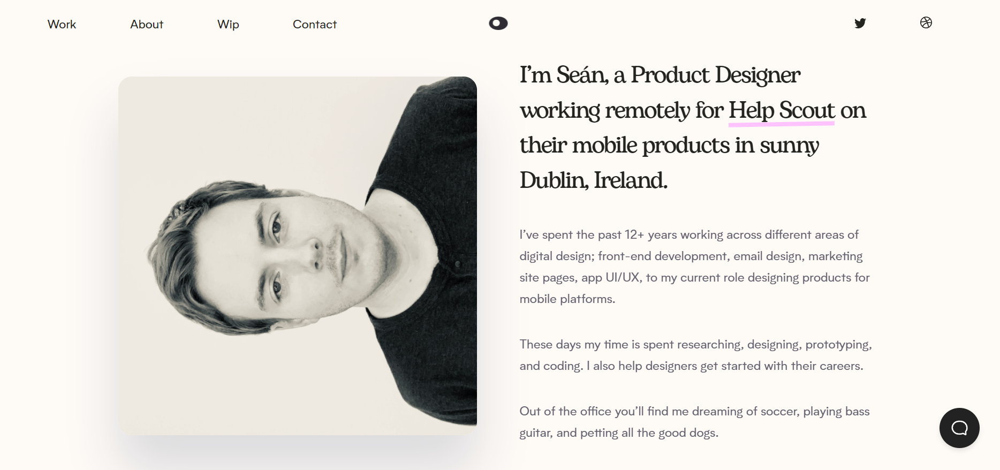 Work
About
Wip
Contact
I’m Seán, a Product Designer
working remotely for Help Scout on
their mobile products in sunny
Dublin, Ireland.
I’ve spent the past 12+ years working across different areas of
digital design; front-end development, email design, marketing
site pages, app UI/UX, to my current role designing products for
mobile platforms.
These days my time is spent researching, designing, prototyping,
and coding. I also help designers get started with their careers.
Out of the office you’ll find me dreaming of soccer, playing bass
guitar, and petting all the good dogs.